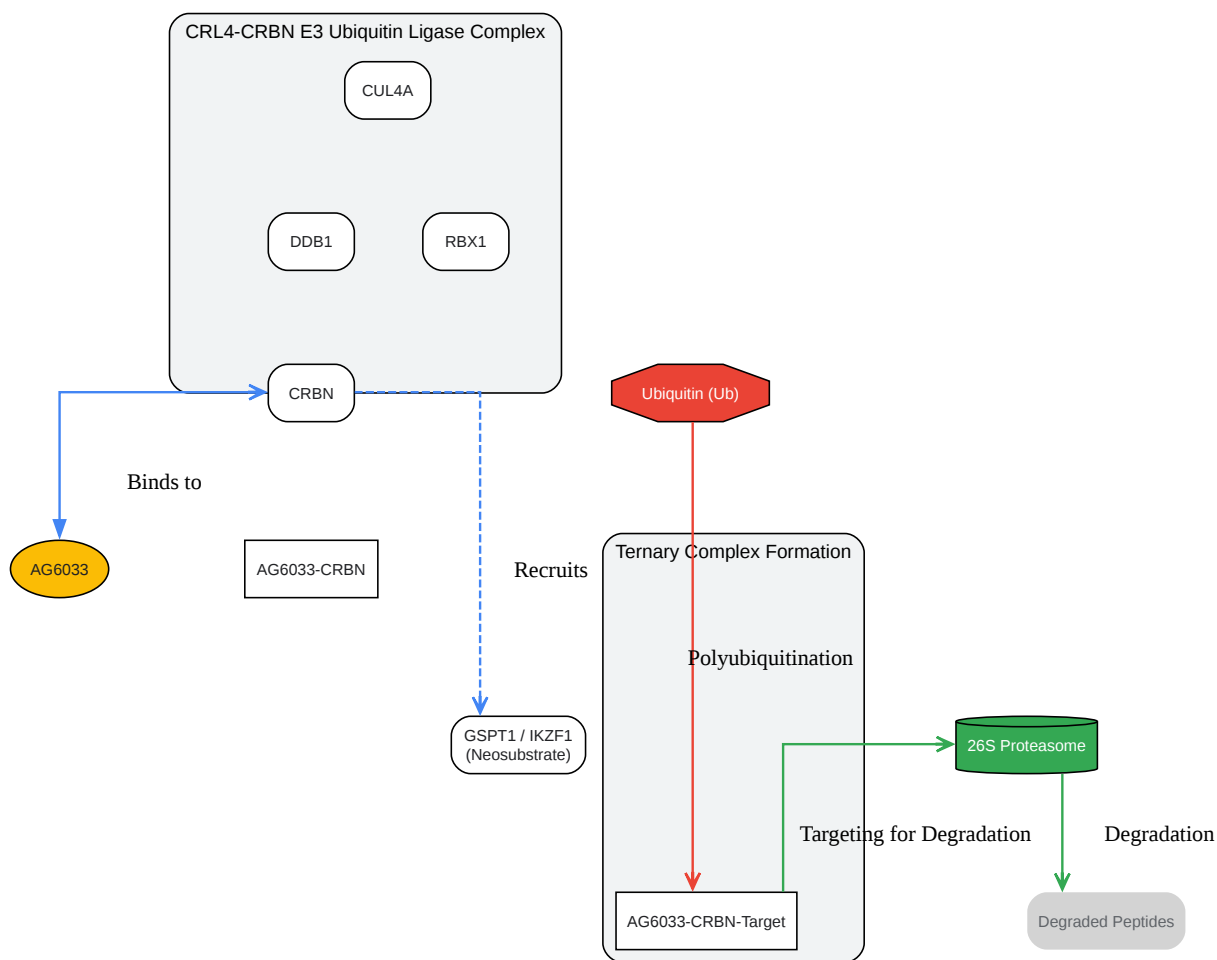 CRL4-CRBN E3 Ubiquitin Ligase Complex
CUL4A
DDB1
RBX1
CRBN
Ubiquitin (Ub)
Binds to
Ternary Complex Formation
AG6033
AG6033-CRBN
Recruits
Polyubiquitination
GSPT1 / IKZF1
(Neosubstrate)
26S Proteasome
Targeting for Degradation
Degradation
AG6033-CRBN-Target
Degraded Peptides